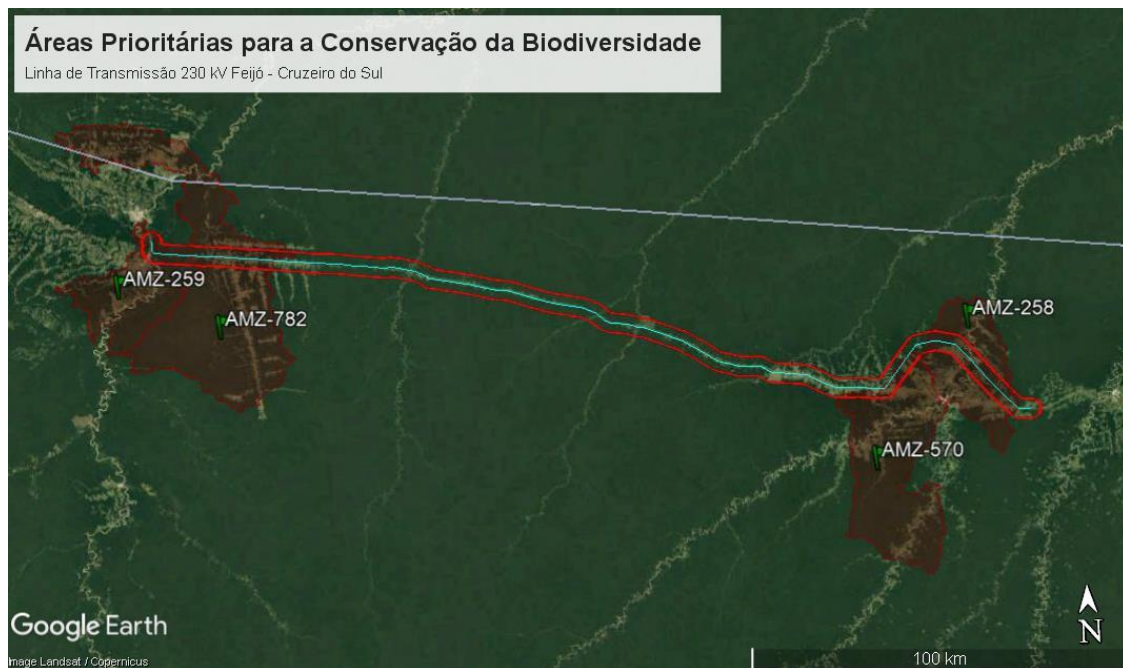 Áreas Prioritárias para a Conservação da Biodiversidade
Linha de Transmissão 230 kV Feijó - Cruzeiro do Sul
AMZ-259
AMZ-782
AMZ-258
AMZ-570
Google Earth
N
mage Landsat / Copernicus
100 km